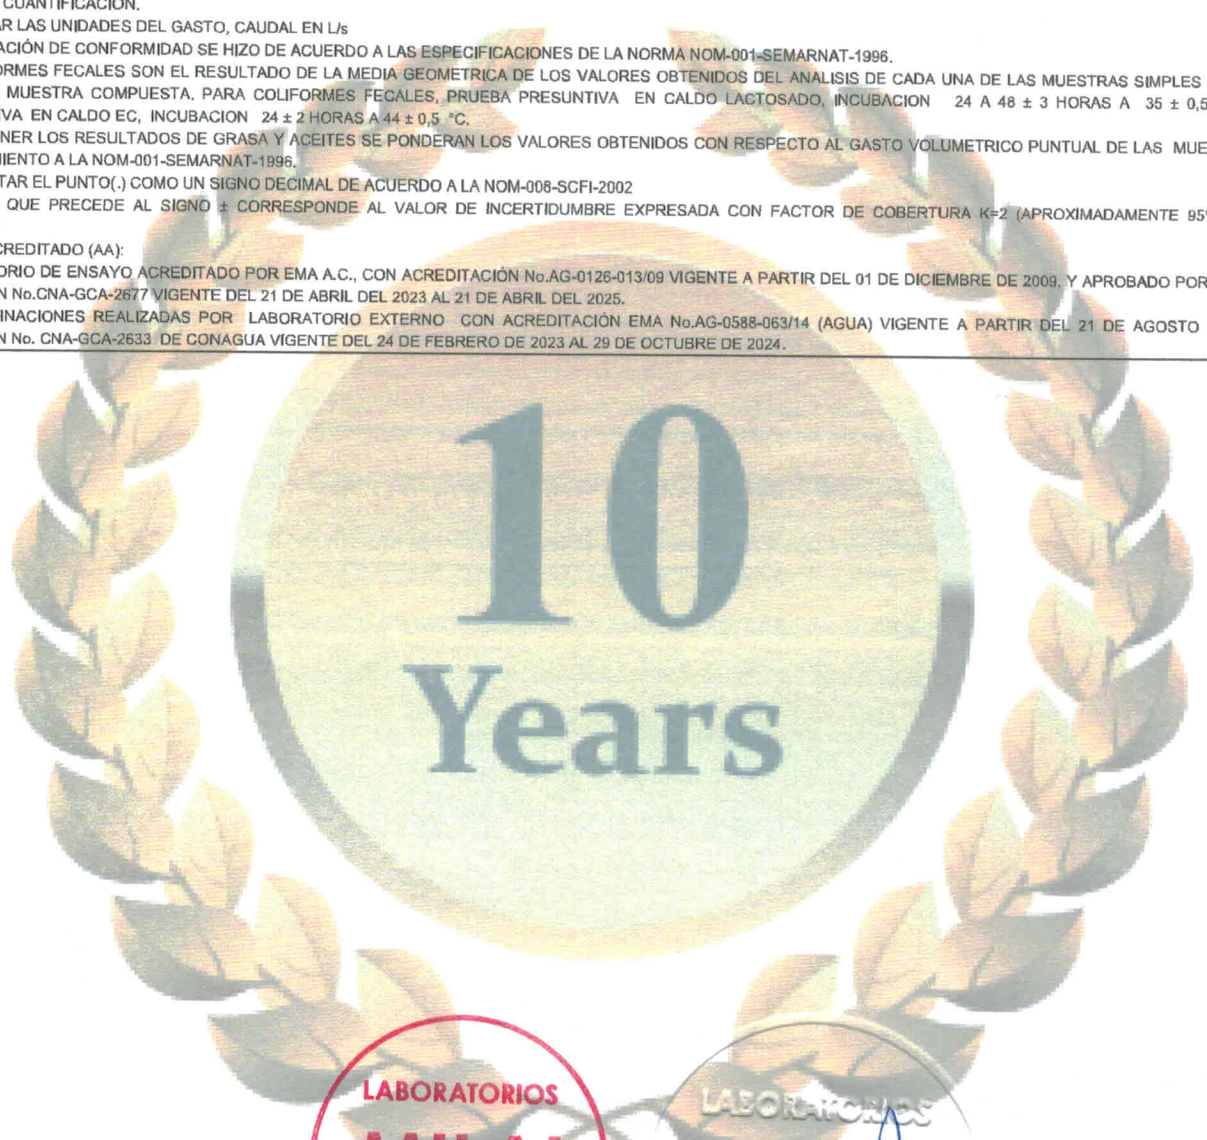 CUANTIFICACIÓN.
R LAS UNIDADES DEL GASTO, CAUDAL EN L/s
ACIÓN DE CONFORMIDAD SE HIZO DE ACUERDO A LAS ESPECIFICACIONES DE LA NORMA NOM-001-SEMARNAT-1996.
ORMES FECALES SON EL RESULTADO DE LA MEDIA GEOMETRICA DE LOS VALORES OBTENIDOS DEL ANALISIS DE CADA UNA DE LAS MUESTRAS SIMPLES
MUESTRA COMPUESTA. PARA COLIFORMES FECALES, PRUEBA PRESUNTIVA EN CALDO LACTOSADO, INCUBACION 24 A 48 ± 3 HORAS A 35 ± 0,5
VA EN CALDO EC, INCUBACION 24 ± 2 HORAS A 44 ± 0,5 °C.
NER LOS RESULTADOS DE GRASA Y ACEITES SE PONDERAN LOS VALORES OBTENIDOS CON RESPECTO AL GASTO VOLUMETRICO PUNTUAL DE LAS MUE
MIENTO A LA NOM-001-SEMARNAT-1996.
TAR EL PUNTO(.) COMO UN SIGNO DECIMAL DE ACUERDO A LA NOM-008-SCFI-2002
QUE PRECEDE AL SIGNO ± CORRESPONDE AL VALOR DE INCERTIDUMBRE EXPRESADA CON FACTOR DE COBERTURA K=2 (APROXIMADAMENTE 95%
CREDITADO (AA):
ORIO DE ENSAYO ACREDITADO POR EMA A.C., CON ACREDITACIÓN No.AG-0126-013/09 VIGENTE A PARTIR DEL 01 DE DICIEMBRE DE 2009, Y APROBADO POR
N No.CNA-GCA-2677 VIGENTE DEL 21 DE ABRIL DEL 2023 AL 21 DE ABRIL DEL 2025.
INACIONES REALIZADAS POR LABORATORIO EXTERNO CON ACREDITACIÓN EMA No.AG-0588-063/14 (AGUA) VIGENTE A PARTIR DEL 21 DE AGOSTO
N No. CNA-GCA-2633 DE CONAGUA VIGENTE DEL 24 DE FEBRERO DE 2023 AL 29 DE OCTUBRE DE 2024.
10
Years
LABORATORIOS
LABORATORIOS